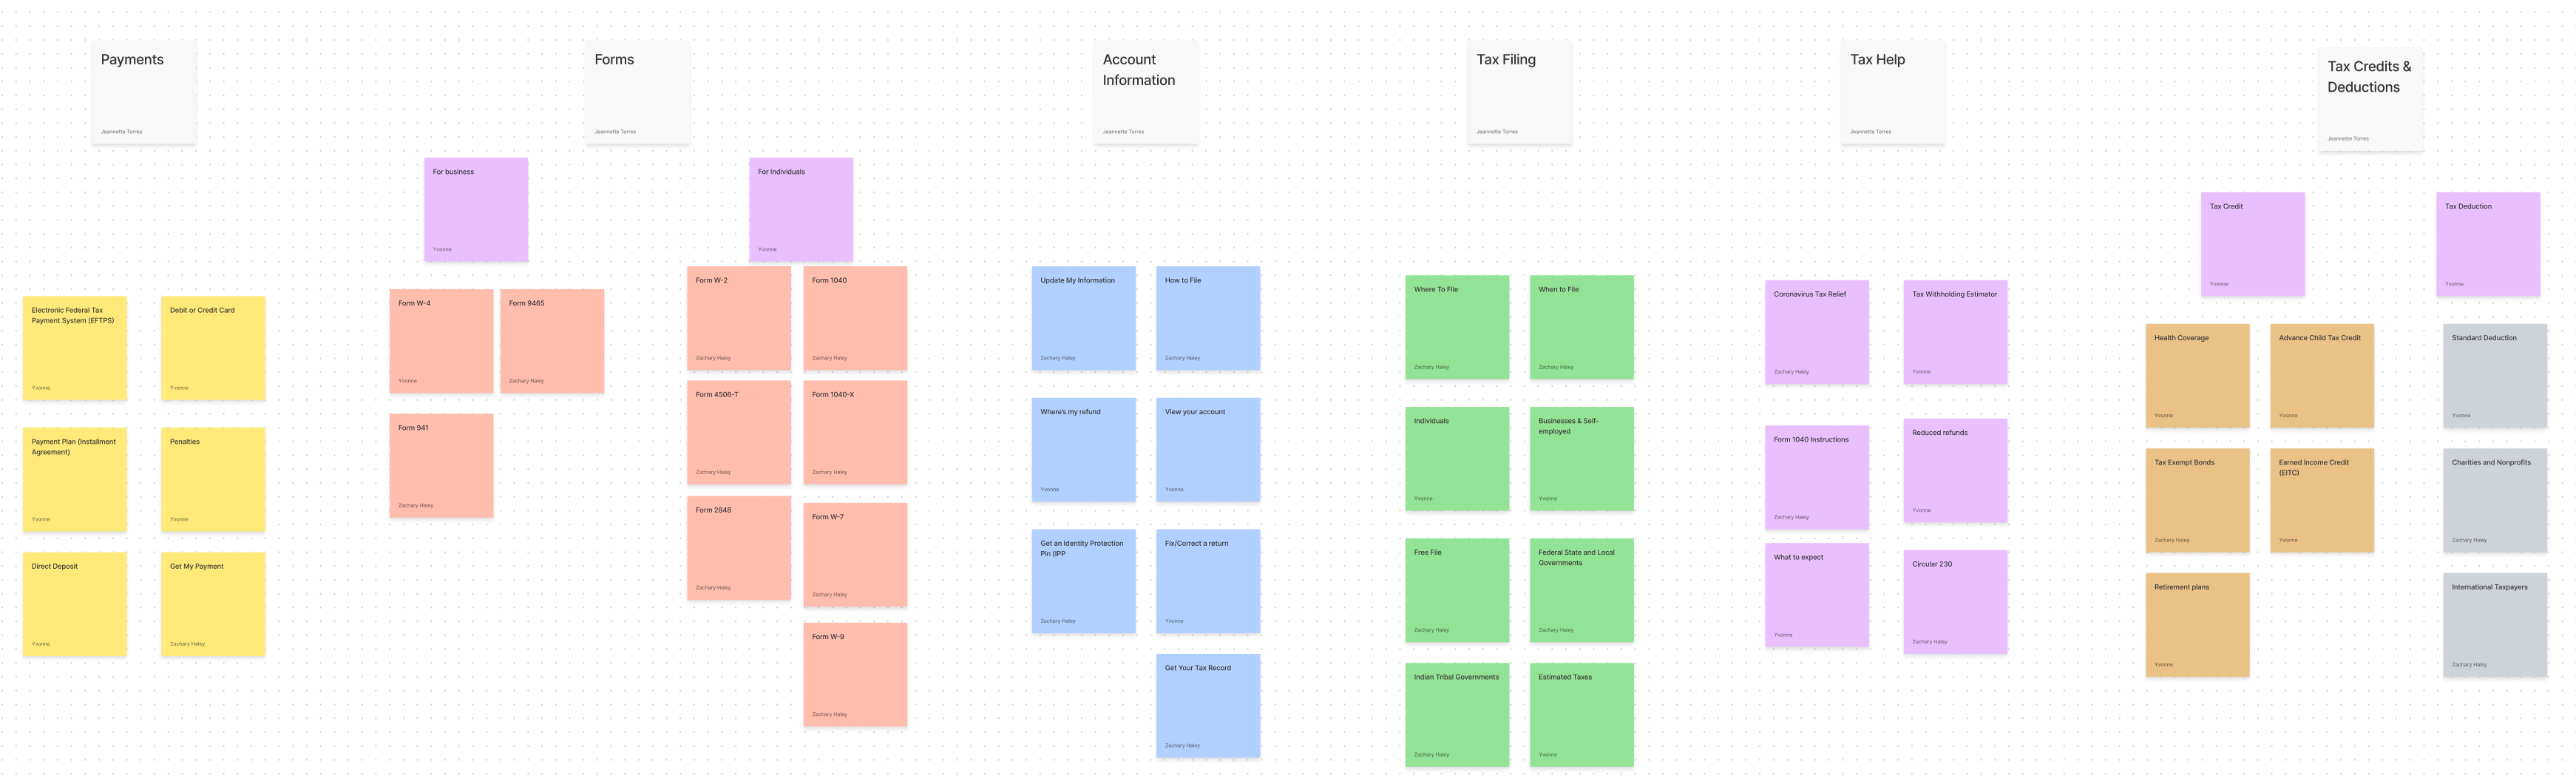 Payments
Jeannette Torres
Forms
Jeannette Torres
Account
Information
Jeannette Torres
Tax Filing
Jeannette Torres
Tax Help
Jeannette Torres
Tax Credits &
Deductions
Jeannette Torres
Electronic Federal Tax
Payment System (EFTPS)
Yvonne
Debit or Credit Card
Yvonne
Payment Plan (Installment
Agreement)
Yvonne
Penalties
Yvonne
Direct Deposit
Yvonne
Get My Payment
Zachary Haley
For business
Yvonne
Form W-4
Yvonne
Form 9465
Zachary Haley
Form 941
Zachary Haley
For Individuals
Yvonne
Form W-2
Zachary Haley
Form 1040
Zachary Haley
Form 4506-T
Zachary Haley
Form 1040-X
Zachary Haley
Form 2848
Zachary Haley
Form W-7
Zachary Haley
Form W-9
Zachary Haley
Update My Information
Zachary Haley
How to File
Zachary Haley
Where's my refund
Yvonne
View your account
Yvonne
Get an Identity Protection
Pin (IPP
Zachary Haley
Fix/Correct a return
Yvonne
Get Your Tax Record
Zachary Haley
Where To File
Zachary Haley
When to File
Zachary Haley
Individuals
Yvonne
Businesses & Self-
employed
Yvonne
Free File
Zachary Haley
Federal State and Local
Governments
Zachary Haley
Indian Tribal Governments
Zachary Haley
Estimated Taxes
Yvonne
Coronavirus Tax Relief
Zachary Haley
Tax Withholding Estimator
Yvonne
Form 1040 Instructions
Zachary Haley
Reduced refunds
Yvonne
What to expect
Yvonne
Circular 230
Zachary Haley
Tax Credit
Yvonne
Health Coverage
Yvonne
Advance Child Tax Credit
Yvonne
Tax Exempt Bonds
Zachary Haley
Earned Income Credit
(EITC)
Yvonne
Retirement plans
Yvonne
Tax Deduction
Yvonne
Standard Deduction
Yvonne
Charities and Nonprofits
Zachary Haley
International Taxpayers
Zachary Haley